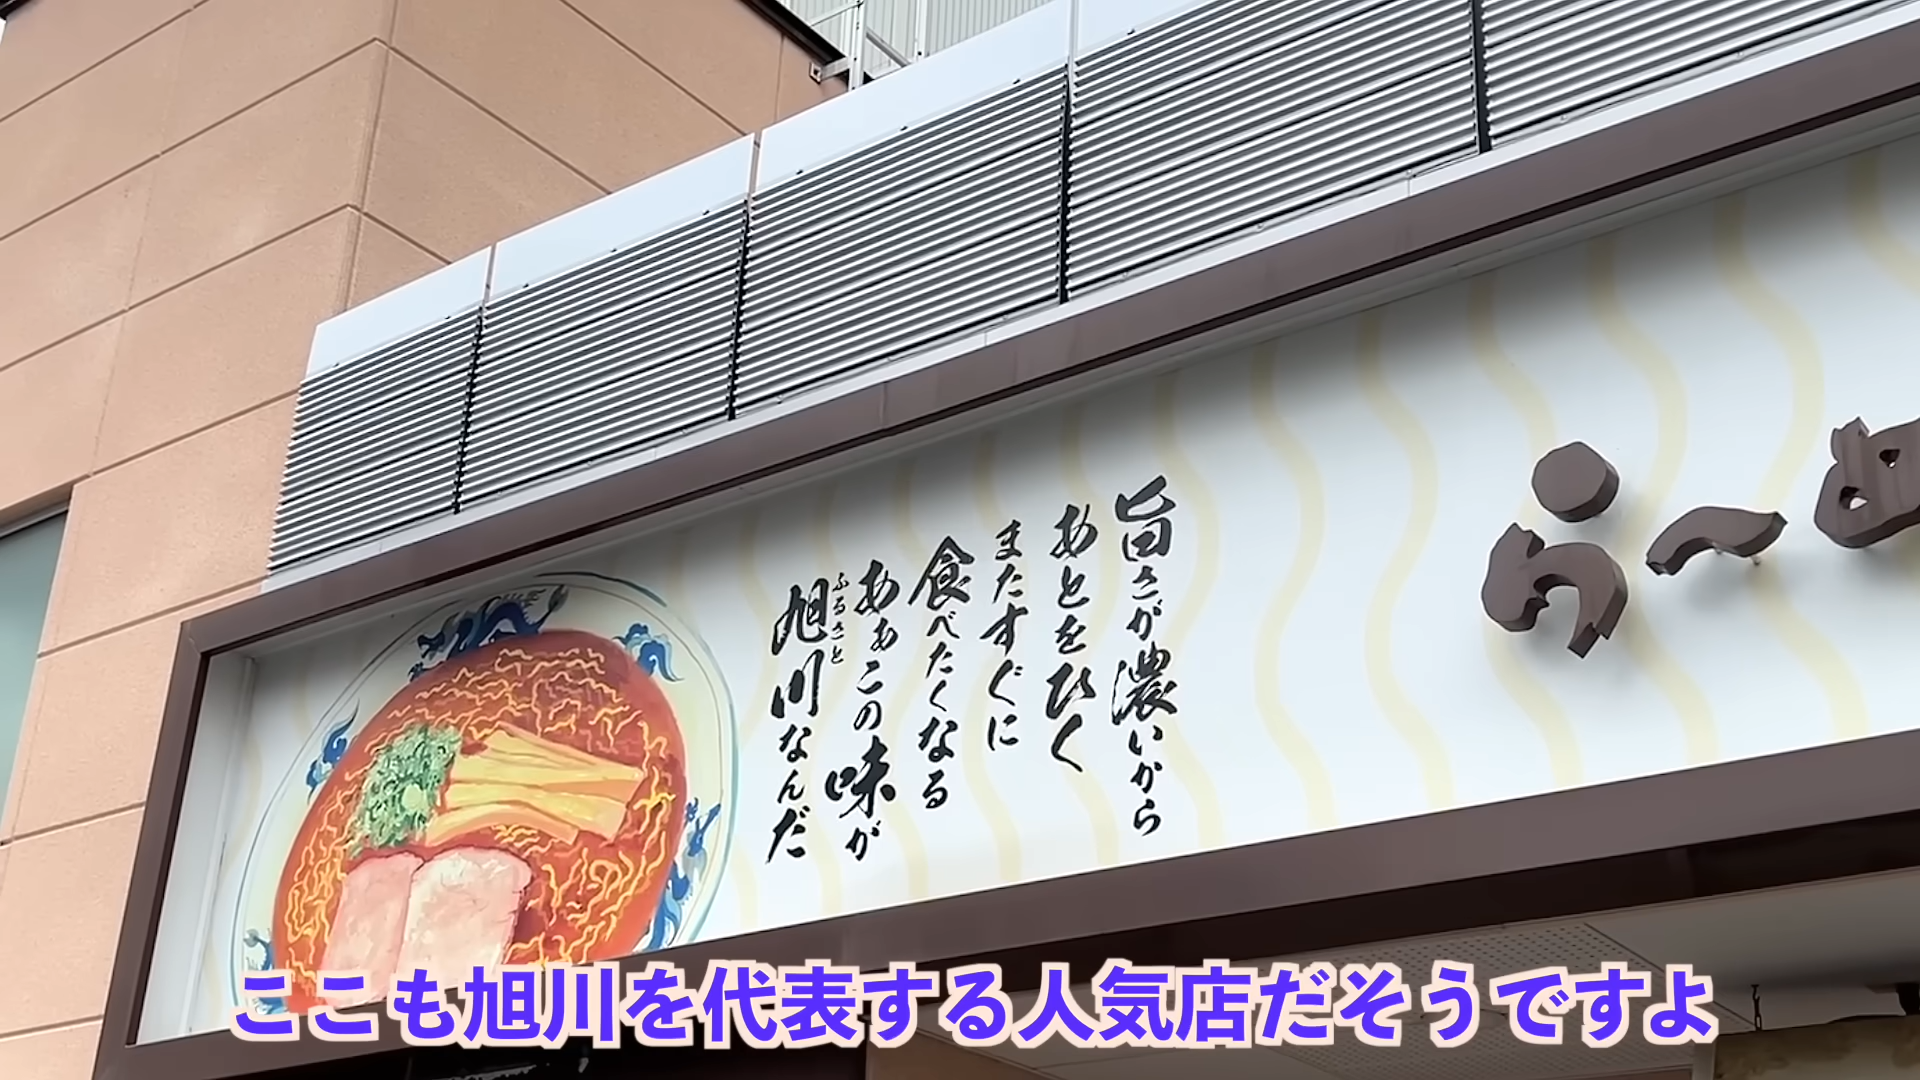 らーめ
旨さが濃いから
あとをひく
またすぐに
食べたくなる
あぁこの味が
旭川なんだ
ふるさと
ここも旭川を代表する人気店だそうですよ